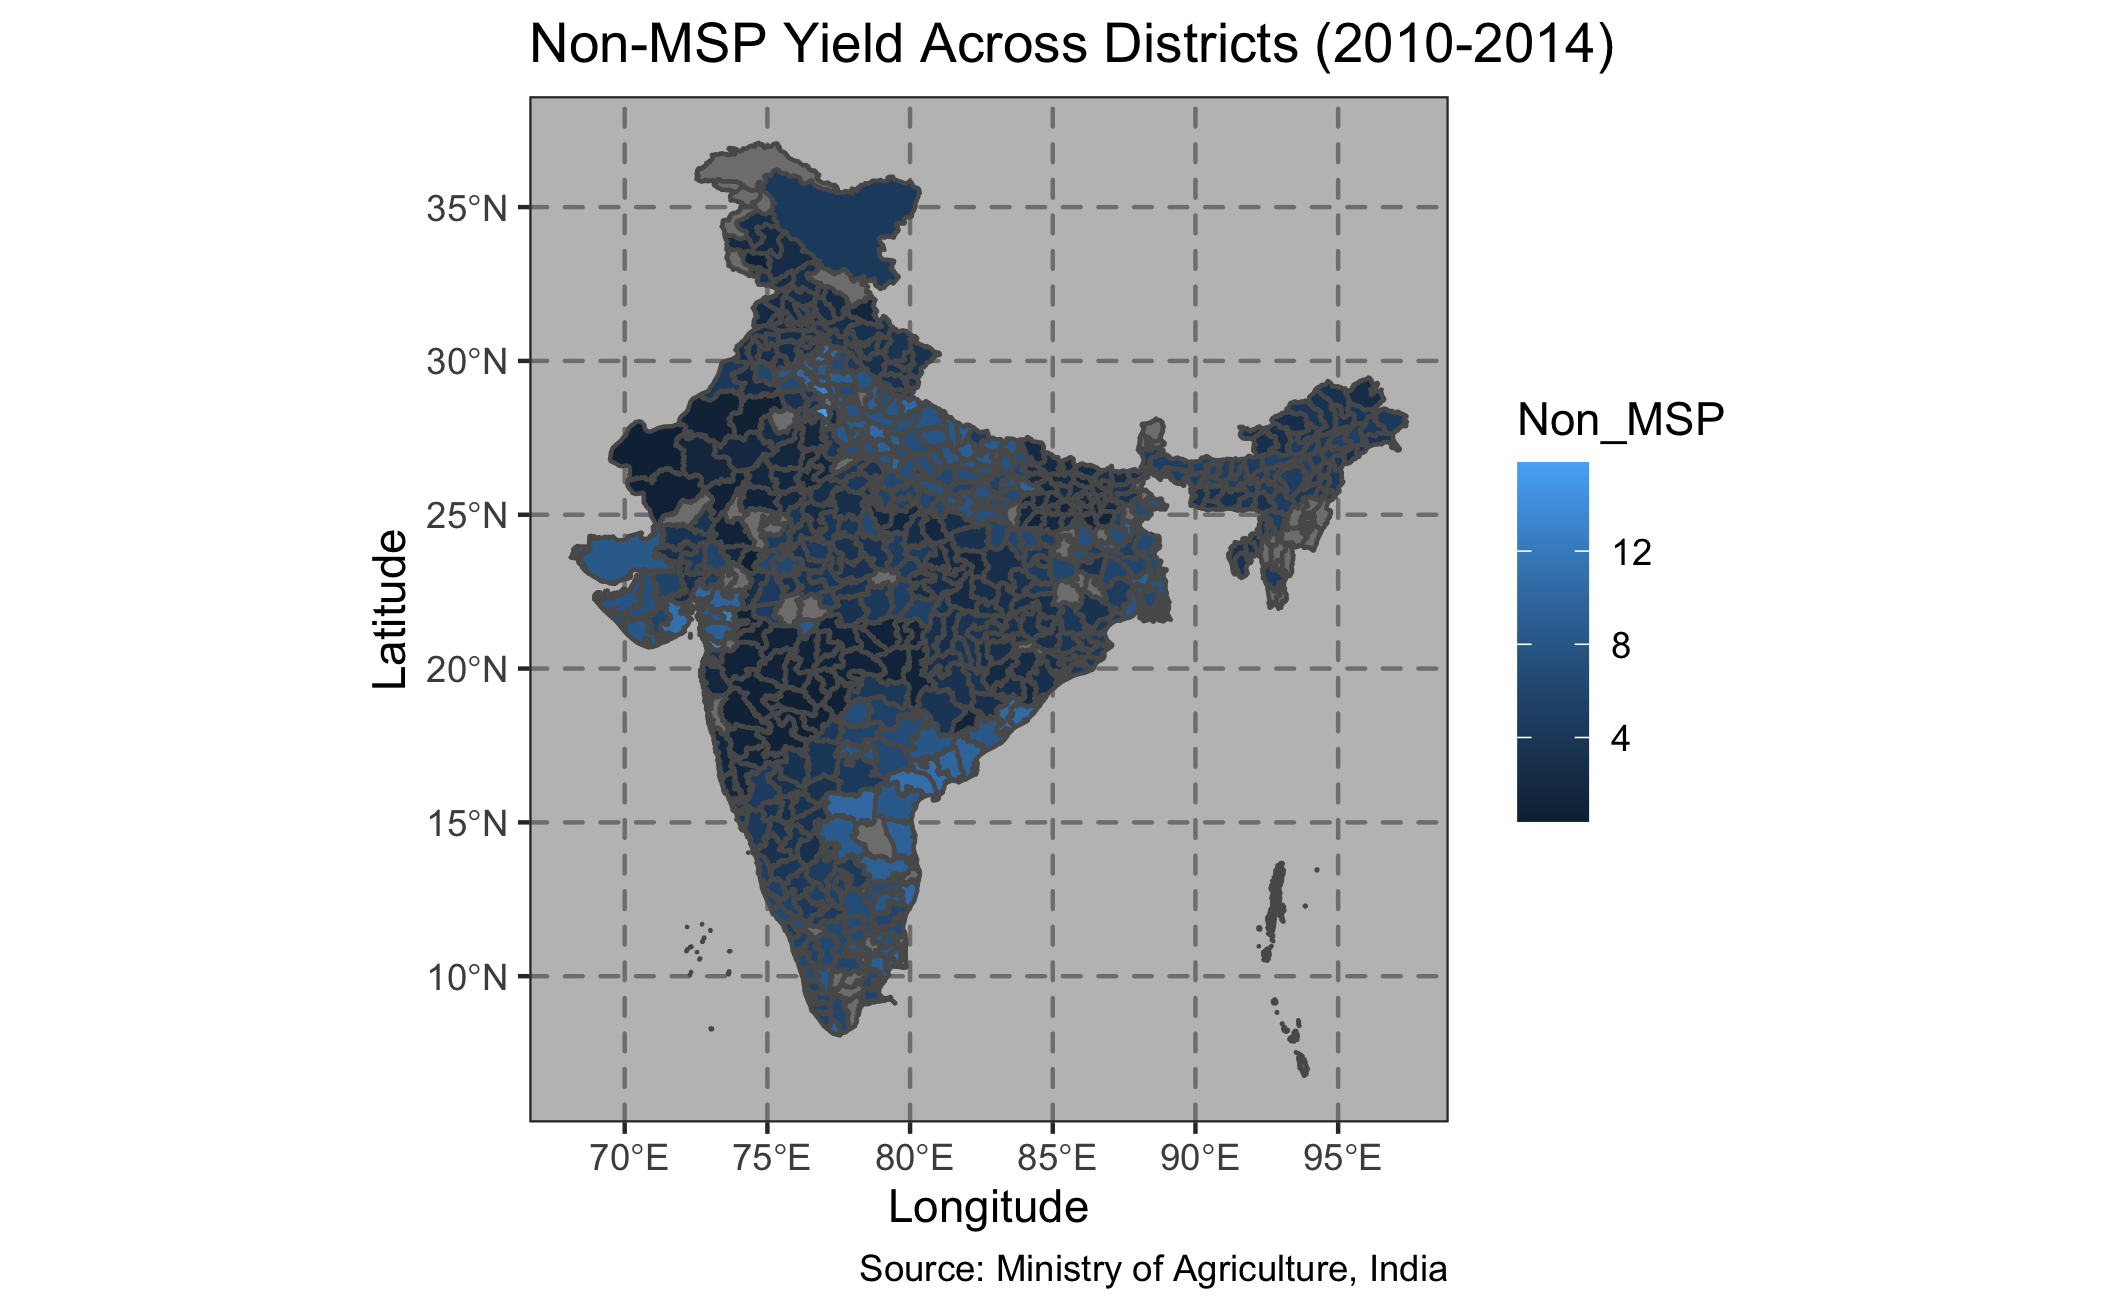 Non-MSP Yield Across Districts (2010-2014)
35°N
30°N
25°N
20°N
15°N
10°N
Latitude
70°E 75°E 80°E 85°E 90°E 95°E
Longitude
Non_MSP
12
8
4
Source: Ministry of Agriculture, India